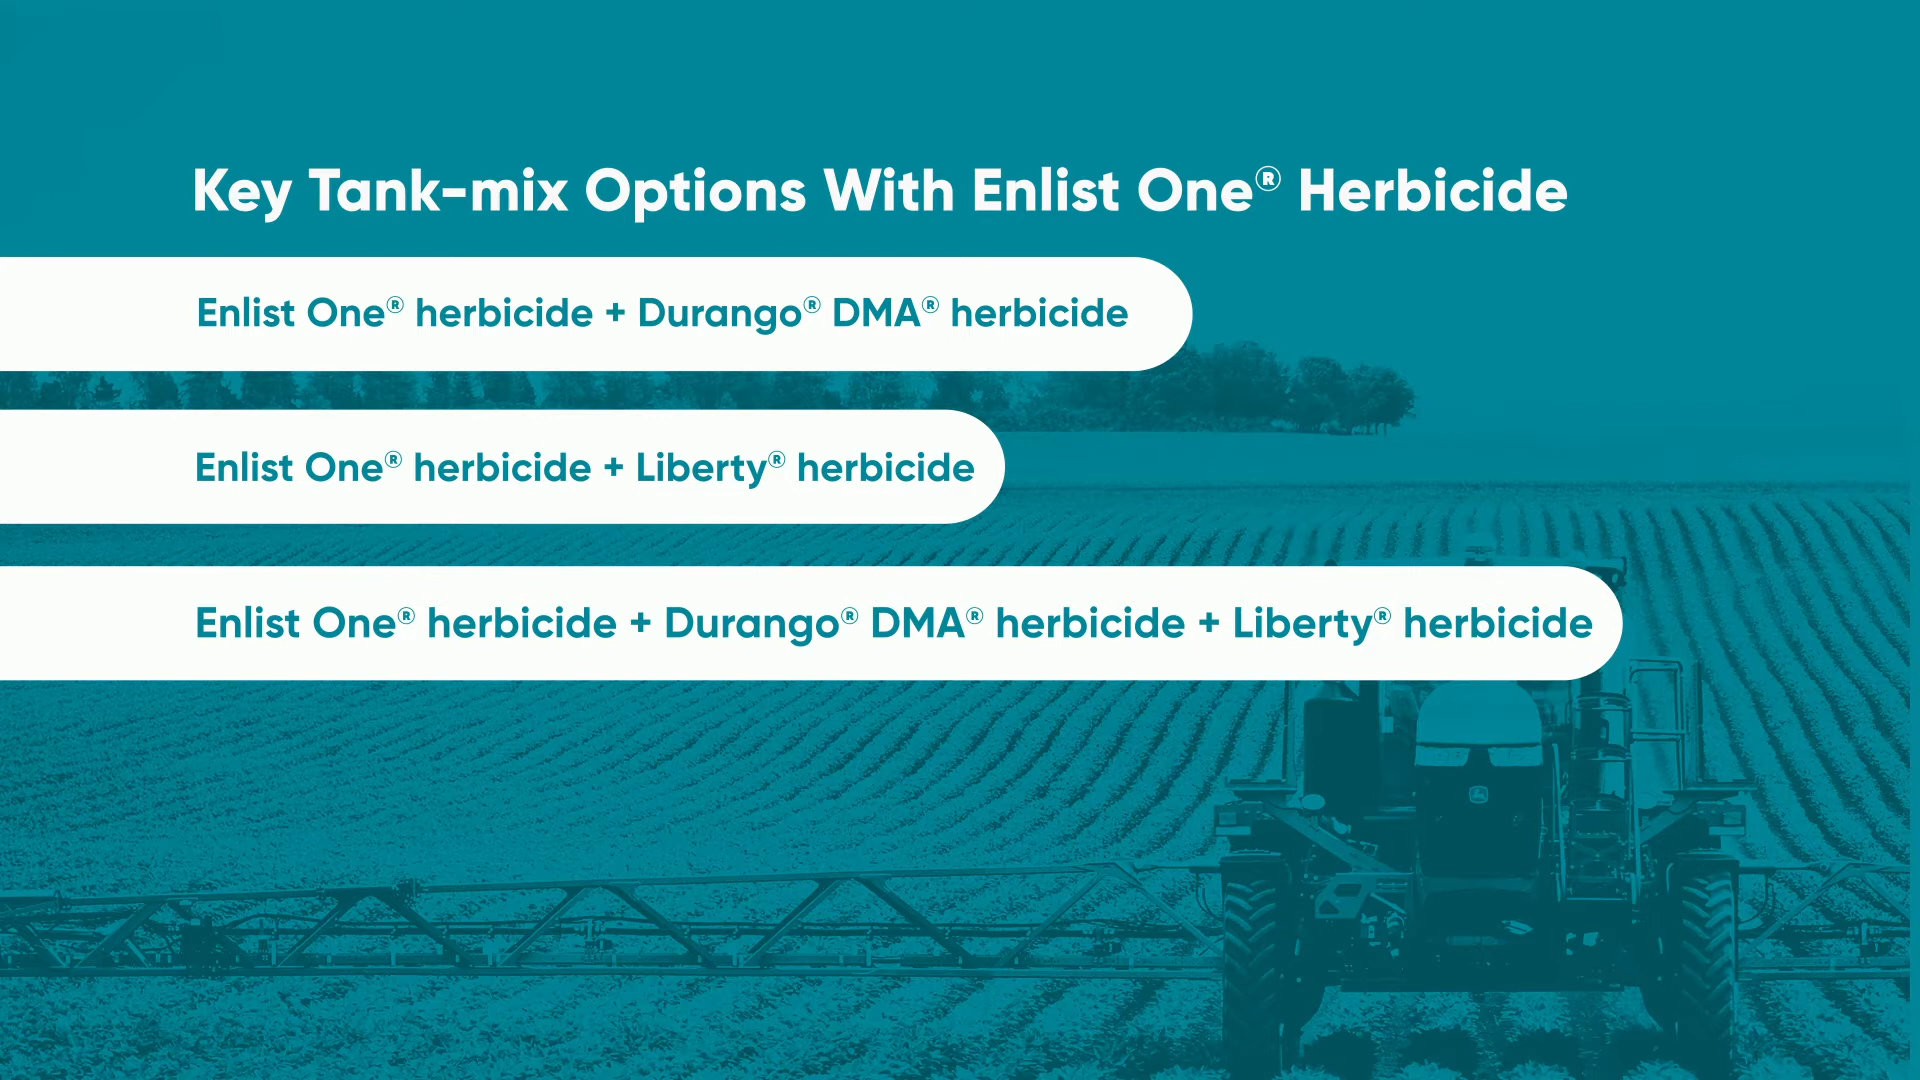 Key Tank-mix Options With Enlist One® Herbicide
Enlist One® herbicide + Durango® DMA® herbicide
Enlist One® herbicide + Liberty® herbicide
Enlist One® herbicide + Durango® DMA® herbicide + Liberty® herbicide